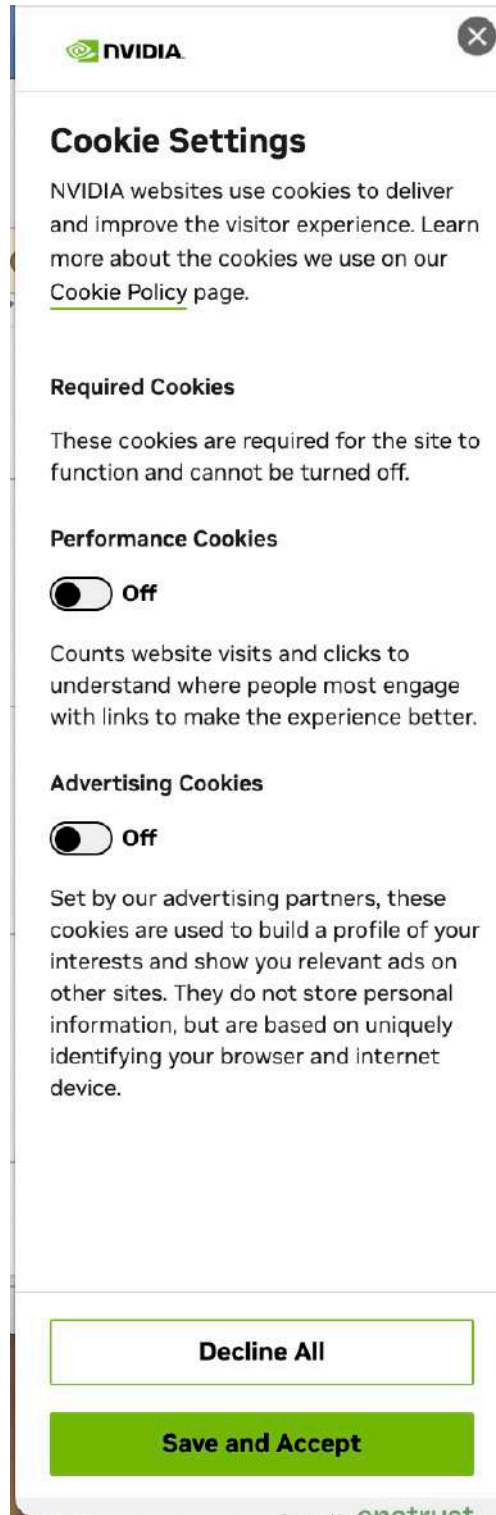 NVIDIA.
Cookie Settings
NVIDIA websites use cookies to deliver
and improve the visitor experience. Learn
more about the cookies we use on our
Cookie Policy page.
Required Cookies
These cookies are required for the site to
function and cannot be turned off.
Performance Cookies
Off
Counts website visits and clicks to
understand where people most engage
with links to make the experience better.
Advertising Cookies
Off
Set by our advertising partners, these
cookies are used to build a profile of your
interests and show you relevant ads on
other sites. They do not store personal
information, but are based on uniquely
identifying your browser and internet
device.
Decline All
Save and Accept
onetrust